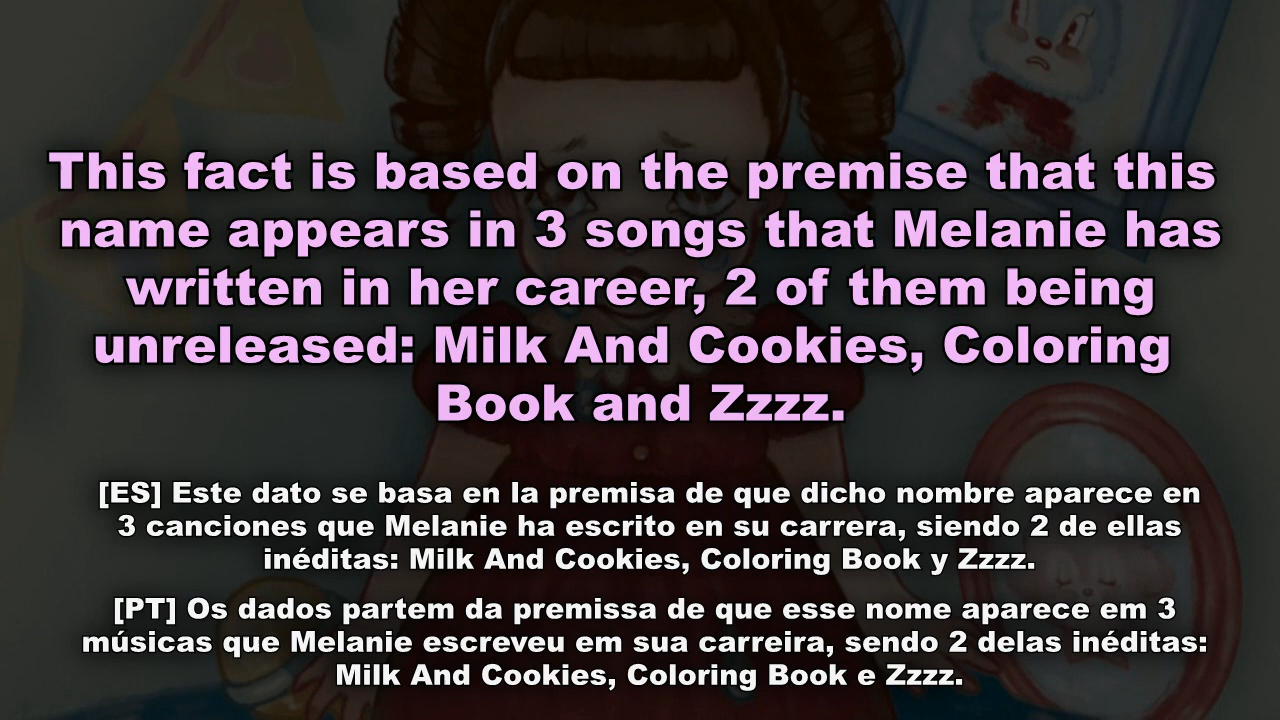 This fact is based on the premise that this
name appears in 3 songs that Melanie has
written in her career, 2 of them being
unreleased: Milk And Cookies, Coloring
Book and Zzzz.
[ES] Este dato se basa en la premisa de que dicho nombre aparece en
3 canciones que Melanie ha escrito en su carrera, siendo 2 de ellas
inéditas: Milk And Cookies, Coloring Book y Zzzz.
[PT] Os dados partem da premissa de que esse nome aparece em 3
músicas que Melanie escreveu em sua carreira, sendo 2 delas inéditas:
Milk And Cookies, Coloring Book e Zzzz.